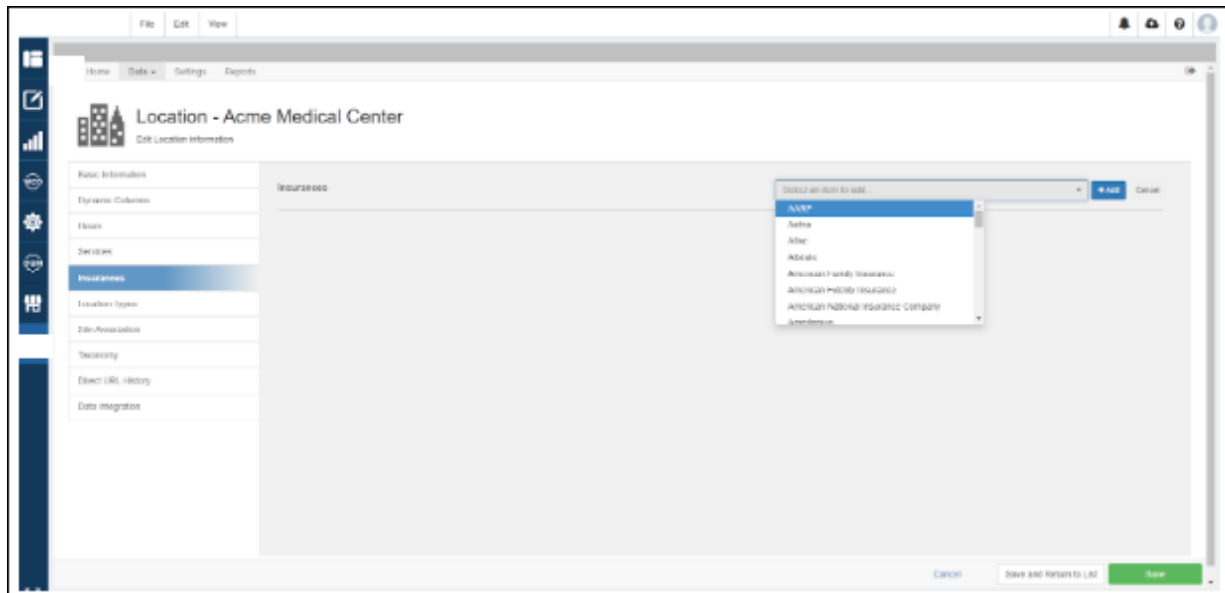 File Edit View
Home Data Settings Reports
Location - Acme Medical Center
Edit Location Information
Basic Information
Dynamic Columns
Hours
Services
Insurances
Location Types
Site Association
Taxonomy
Direct URL History
Data Integration
Insurances
Select an item to add...
+ Add Cancel
AARP
Aetna
Aflac
Allstate
American Family Insurance
American Fidelity Insurance
American National Insurance Company
Cancel Save and Return to List Save